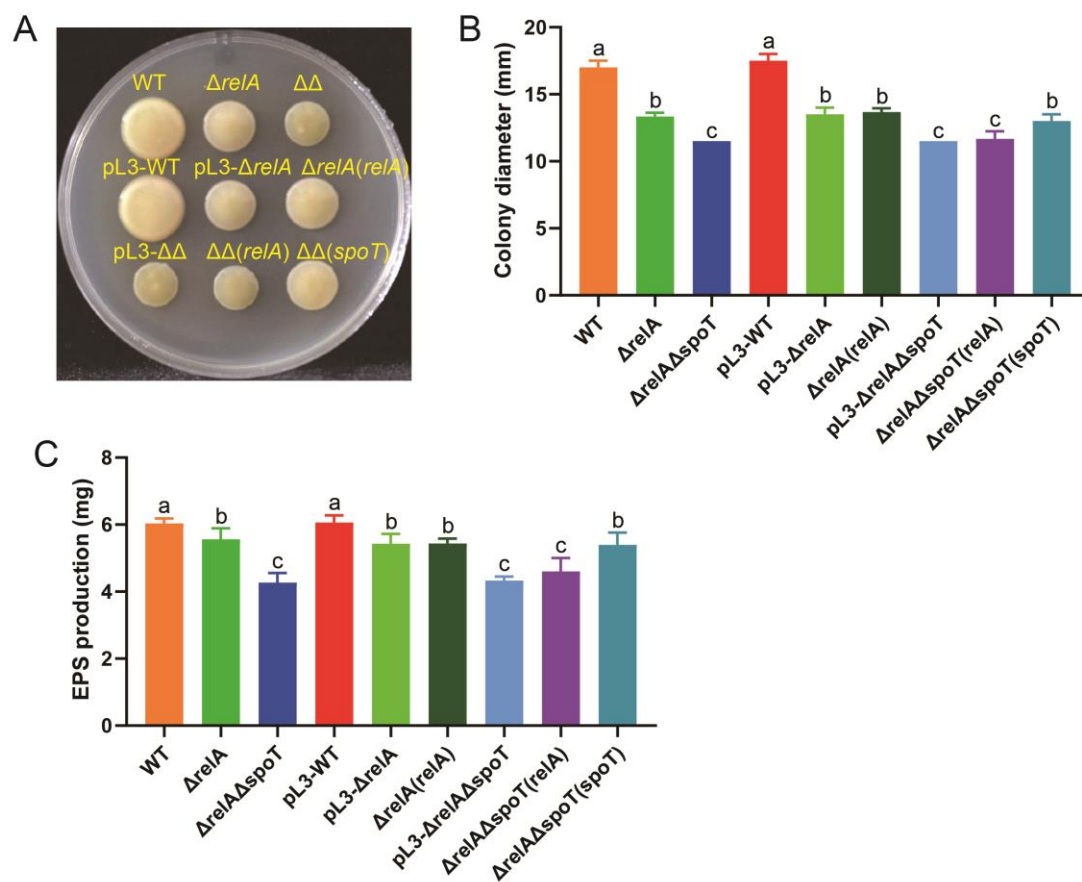 A
WT ΔrelA ΔΔ
pL3-WT pL3-ΔrelA ΔrelA(relA)
pL3-ΔΔ ΔΔ(relA) ΔΔ(spoT)
B
Colony diameter (mm)
20
15
10
5
0
a b c a b b c c b
WT
ΔrelA
ΔrelAΔspoT
pL3-WT
pL3-ΔrelA
ΔrelA(relA)
pL3-ΔrelAΔspoT
ΔrelAΔspoT(relA)
ΔrelAΔspoT(spoT)
C
EPS production (mg)
8
6
4
2
0
a b c a b b c c b
WT
ΔrelA
ΔrelAΔspoT
pL3-WT
pL3-ΔrelA
ΔrelA(relA)
pL3-ΔrelAΔspoT
ΔrelAΔspoT(relA)
ΔrelAΔspoT(spoT)